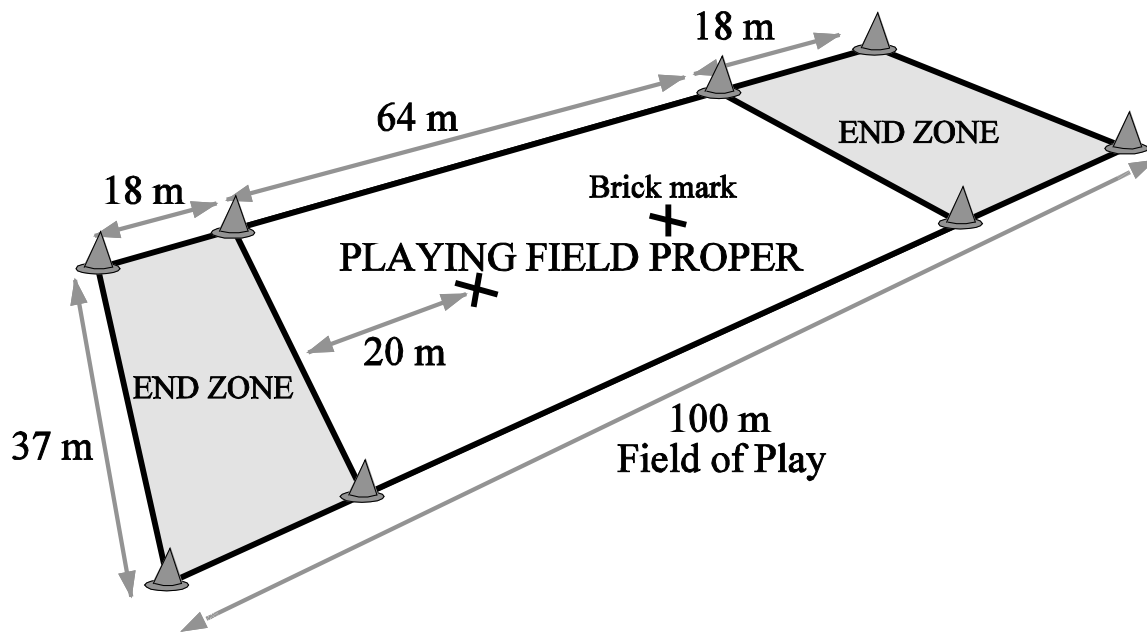 18 m
64 m
END ZONE
18 m
Brick mark
PLAYING FIELD PROPER
20 m
END ZONE
100 m
37 m
Field of Play